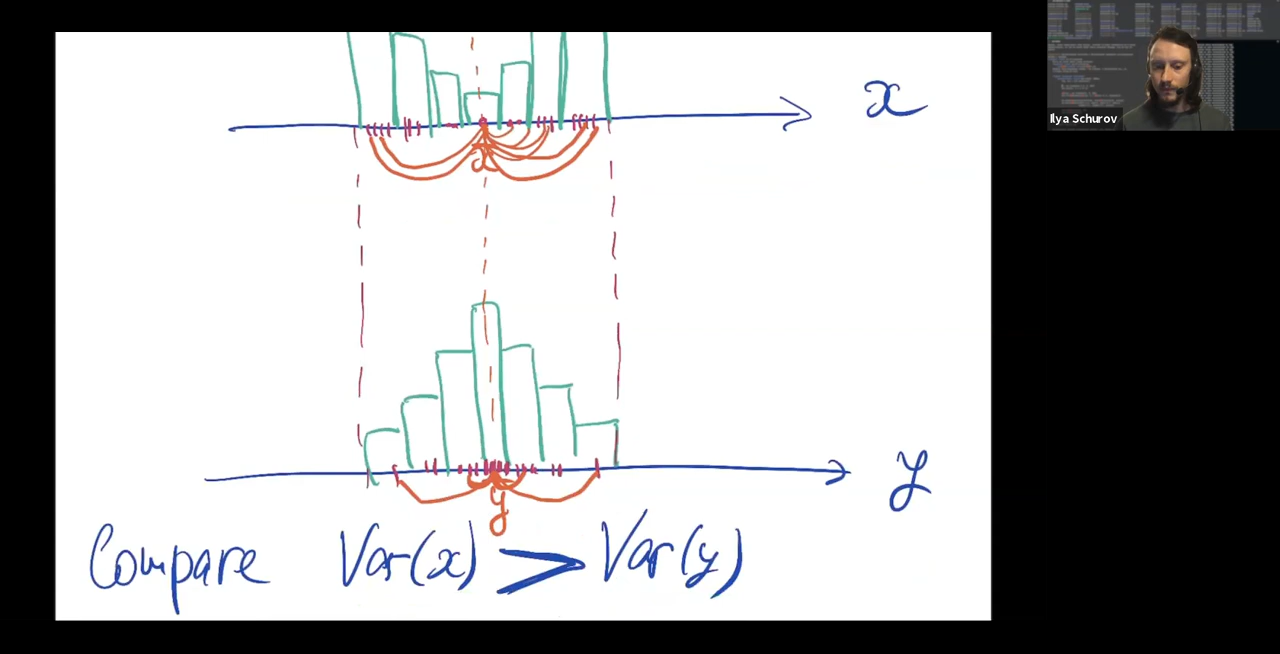 x
Ilya Schurov
x̄
y
ȳ
Compare Var(x) > Var(y)